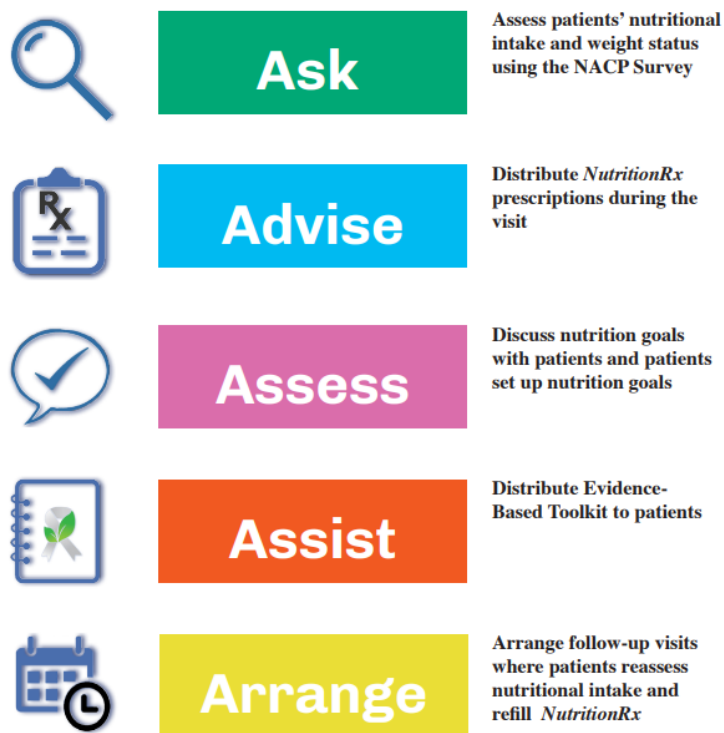 Ask
Assess patients' nutritional
intake and weight status
using the NACP Survey
Rx
Advise
Distribute NutritionRx
prescriptions during the
visit
Assess
Discuss nutrition goals
with patients and patients
set up nutrition goals
Assist
Distribute Evidence-
Based Toolkit to patients
Arrange
Arrange follow-up visits
where patients reassess
nutritional intake and
refill NutritionRx